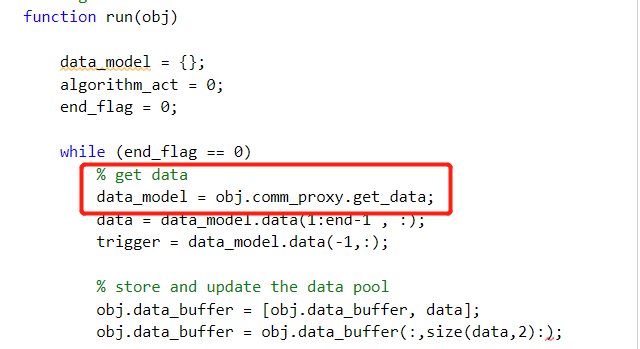 function run(obj)
data_model = {};
algorithm_act = 0;
end_flag = 0;
while (end_flag == 0)
% get data
data_model = obj.comm_proxy.get_data;
data = data_model.data(1:end-1 , :);
trigger = data_model.data(-1,:);
% store and update the data pool
obj.data_buffer = [obj.data_buffer, data];
obj.data_buffer = obj.data_buffer(:,size(data,2):);